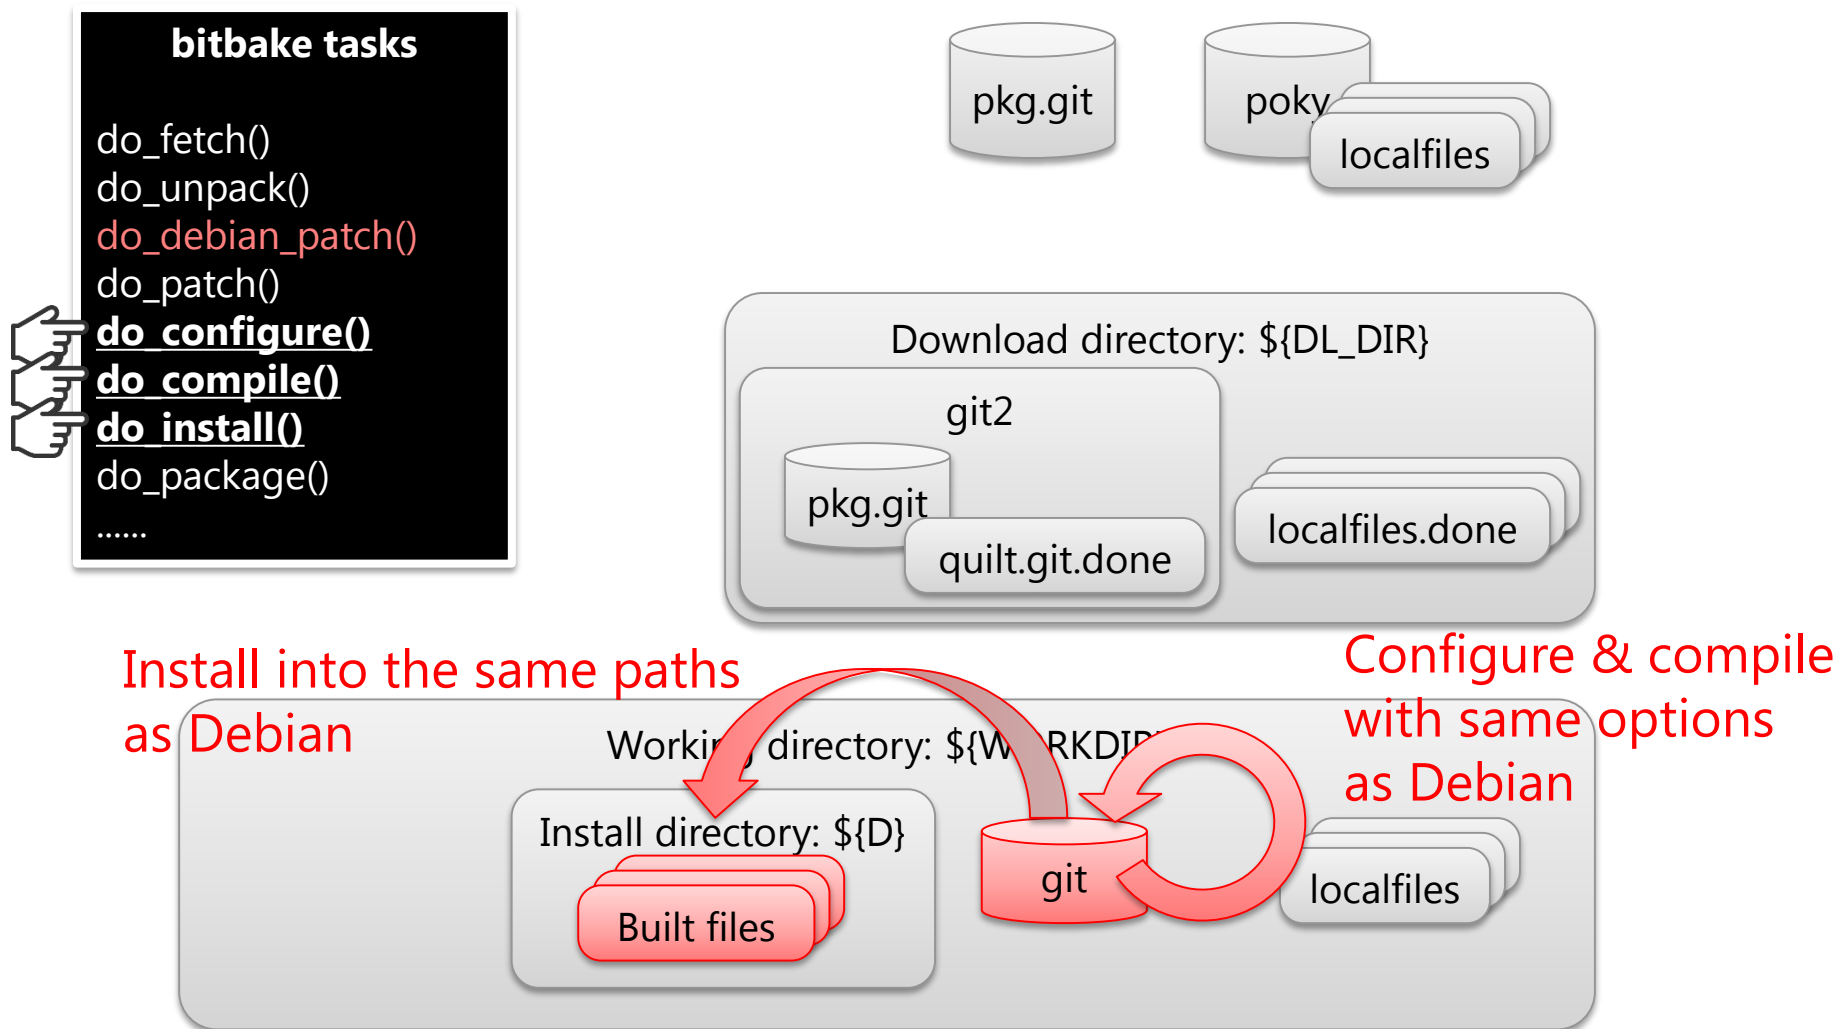 bitbake tasks
do_fetch()
do_unpack()
do_debian_patch()
do_patch()
do_configure()
do_compile()
do_install()
do_package()
......
pkg.git
poky
localfiles
Download directory: ${DL_DIR}
git2
pkg.git
quilt.git.done
localfiles.done
Install into the same paths
as Debian
Configure & compile
with same options
as Debian
Working directory: ${WORKDIR}
Install directory: ${D}
Built files
git
localfiles